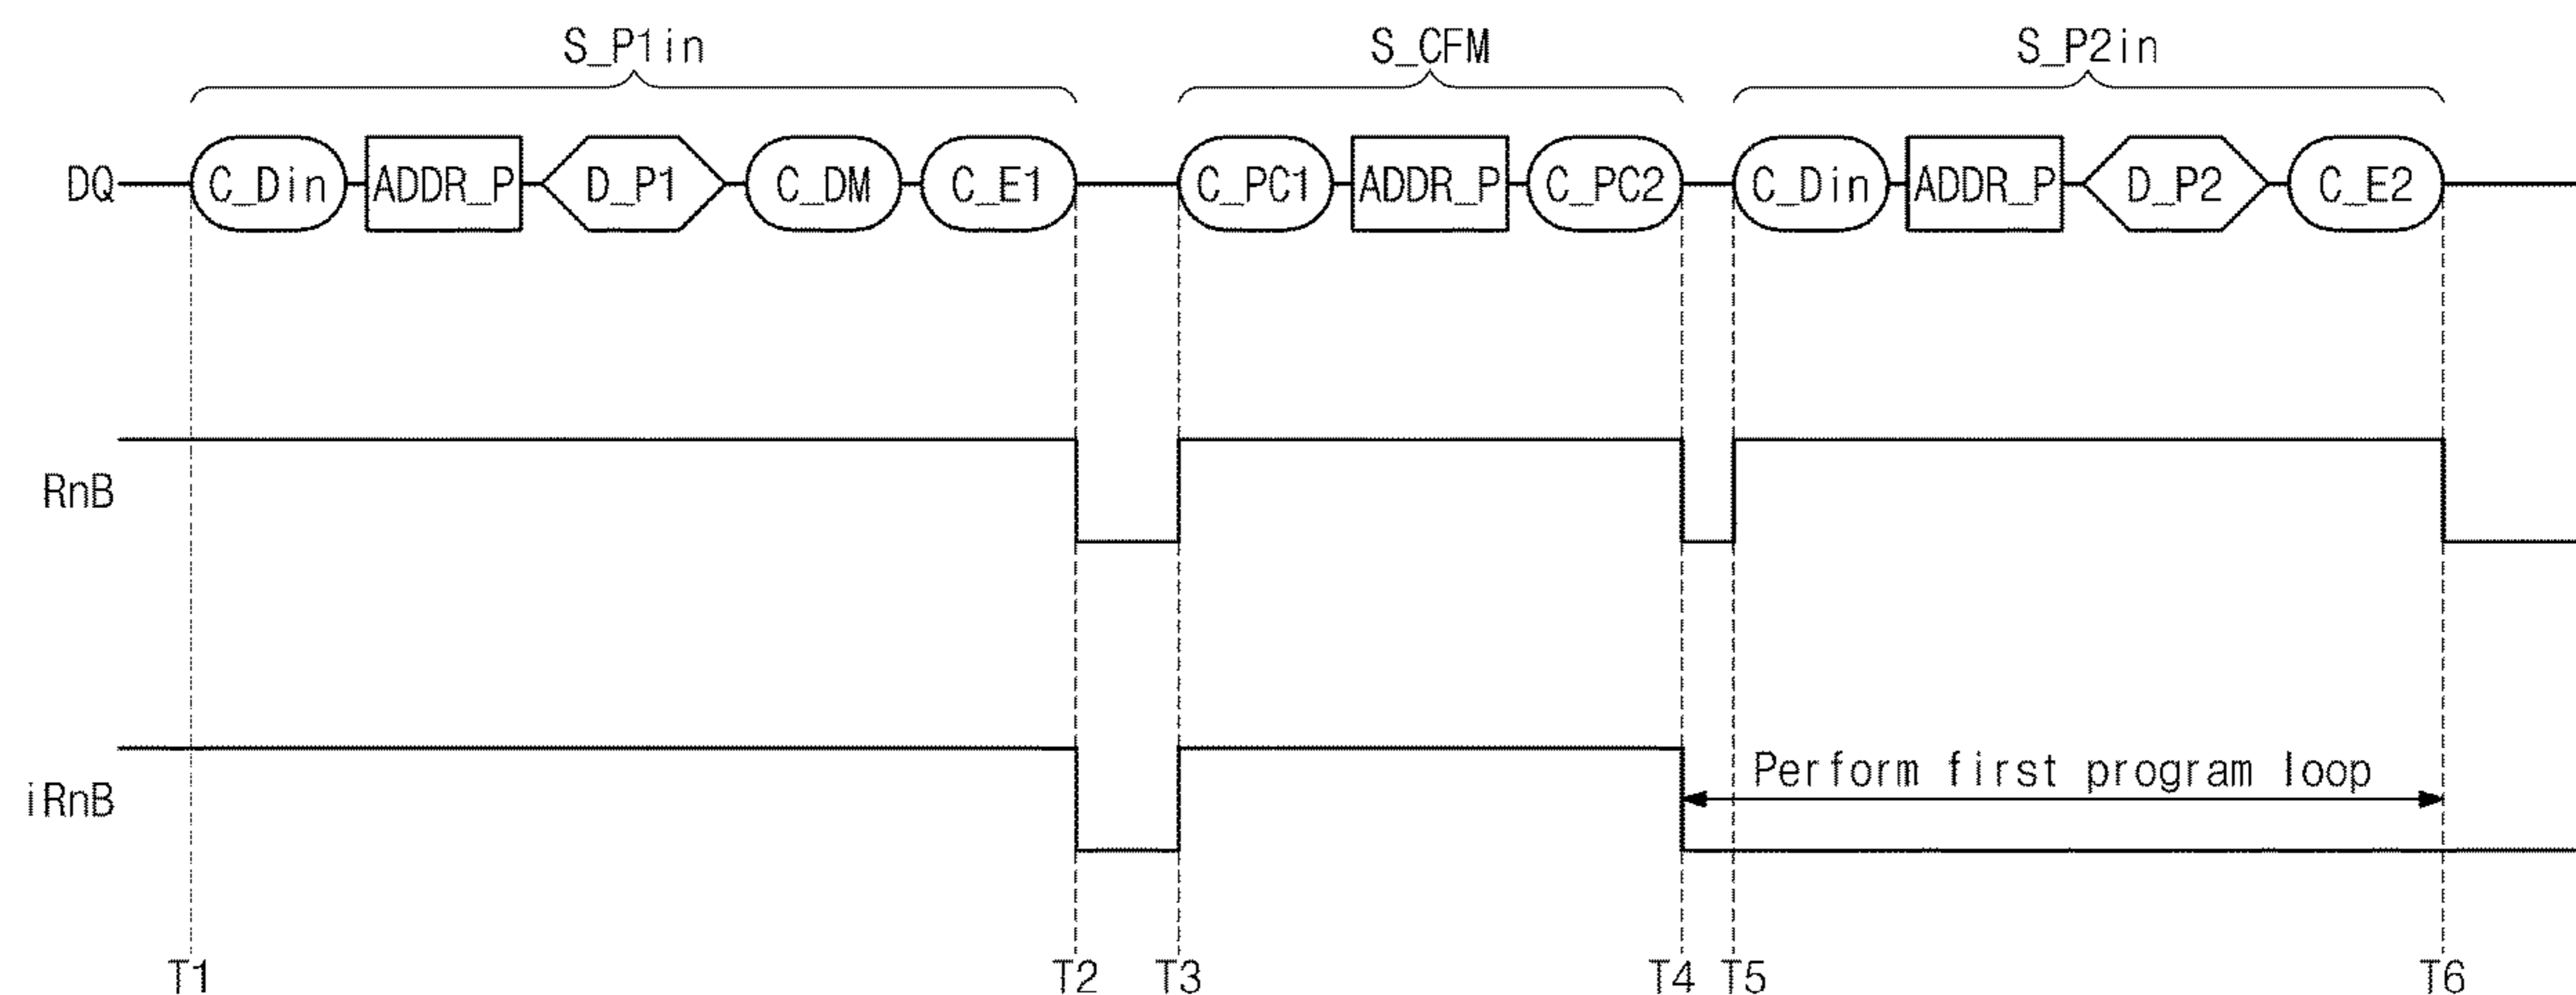 S_P1in S_CFM S_P2in
DQ C_Din ADDR_P D_P1 C_DM C_E1 C_PC1 ADDR_P C_PC2 C_Din ADDR_P D_P2 C_E2
RnB
Perform first program loop
iRnB
T1 T2 T3 T4 T5 T6